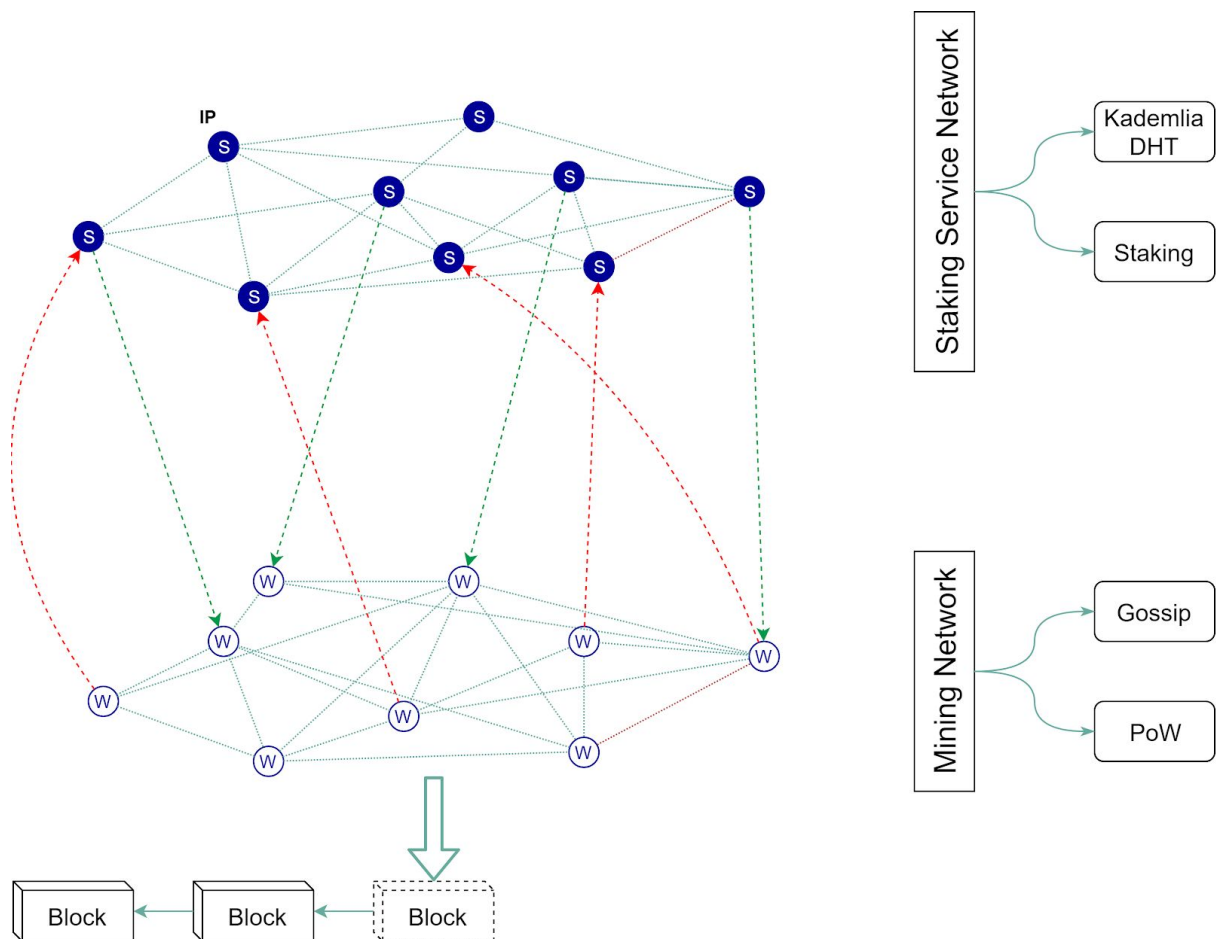 IP
S
S
S
S
S
S
S
S
S
W
W
W
W
W
W
W
W
Block
Block
Block
Staking Service Network
Kademlia
DHT
Staking
Mining Network
Gossip
PoW